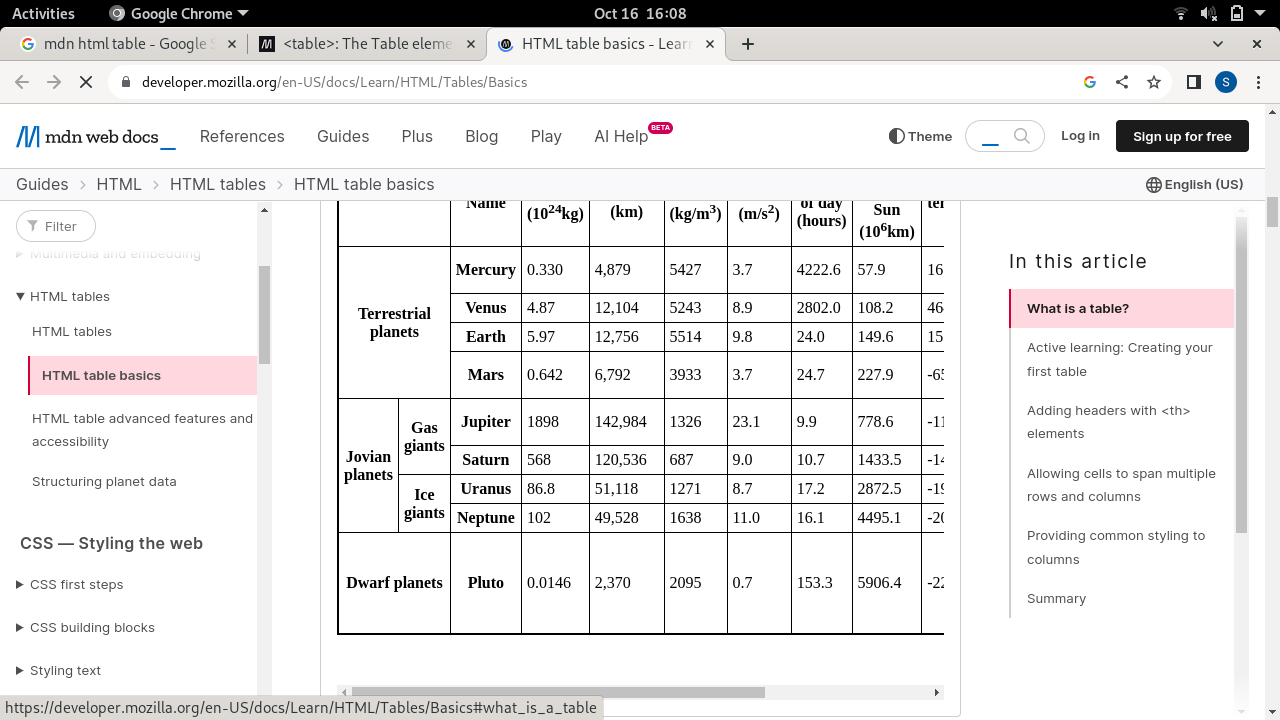 Activities Google Chrome Oct 16 16:08
mdn html table - Google <table>: The Table eleme HTML table basics - Lear
developer.mozilla.org/en-US/docs/Learn/HTML/Tables/Basics S
mdn web docs References Guides Plus Blog Play AI Help BETA Theme Log in Sign up for free
Guides HTML HTML tables HTML table basics English (US)
Filter
Multimedia and embedding
HTML tables
HTML tables
HTML table basics
HTML table advanced features and
accessibility
Structuring planet data
CSS — Styling the web
CSS first steps
CSS building blocks
Styling text
Name (10²⁴kg) (km) (kg/m³) (m/s²) of day (hours) Sun (10⁶km)
Terrestrial planets
Mercury 0.330 4,879 5427 3.7 4222.6 57.9 16
Venus 4.87 12,104 5243 8.9 2802.0 108.2
Earth 5.97 12,756 5514 9.8 24.0 149.6 15
Mars 0.642 6,792 3933 3.7 24.7 227.9 -65
Jovian planets
Gas giants
Jupiter 1898 142,984 1326 23.1 9.9 778.6 -11
Saturn 568 120,536 687 9.0 10.7 1433.5 -14
Ice giants
Uranus 86.8 51,118 1271 8.7 17.2 2872.5 -19
Neptune 102 49,528 1638 11.0 16.1 4495.1 -20
Dwarf planets Pluto 0.0146 2,370 2095 0.7 153.3 5906.4 -22
In this article
What is a table?
Active learning: Creating your
first table
Adding headers with <th>
elements
Allowing cells to span multiple
rows and columns
Providing common styling to
columns
Summary
https://developer.mozilla.org/en-US/docs/Learn/HTML/Tables/Basics#what_is_a_table